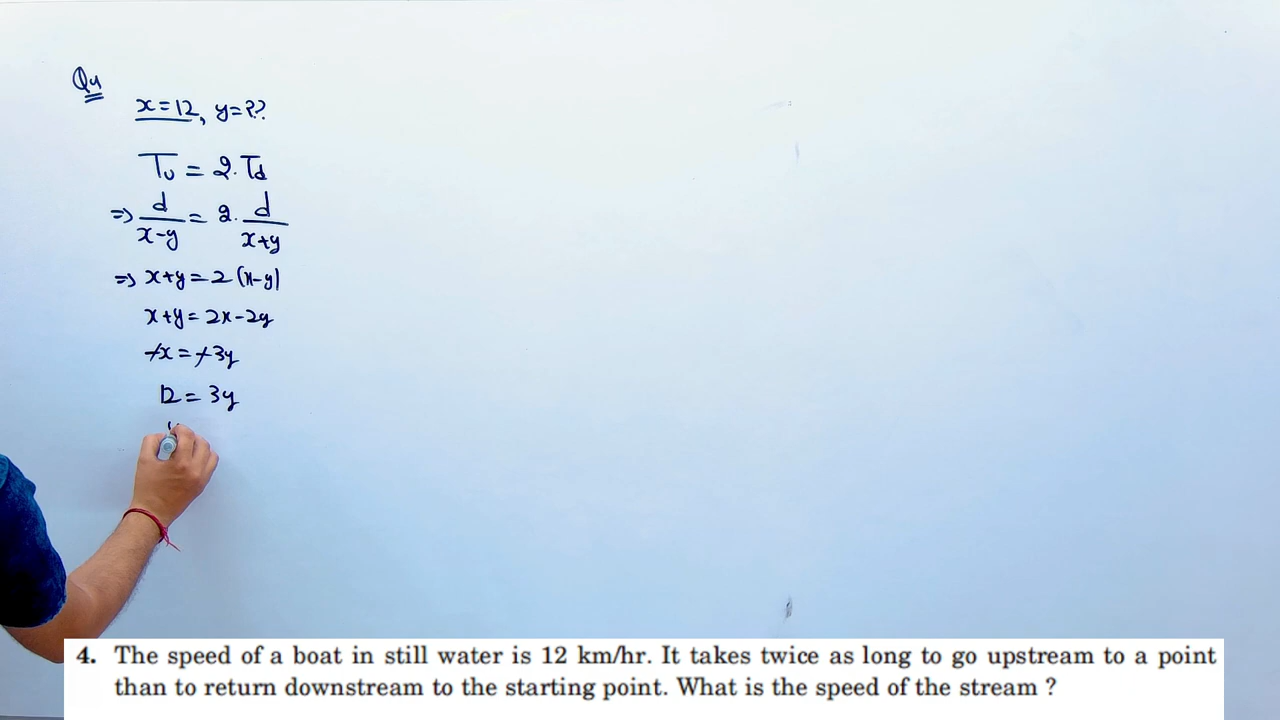 Q4
x=12, y=??
Tu = 2.Td
=> d/x-y = 2. d/x+y
=> x+y=2(x-y)
x+y=2x-2y
-x=-3y
12=3y
4. The speed of a boat in still water is 12 km/hr. It takes twice as long to go upstream to a point
than to return downstream to the starting point. What is the speed of the stream ?